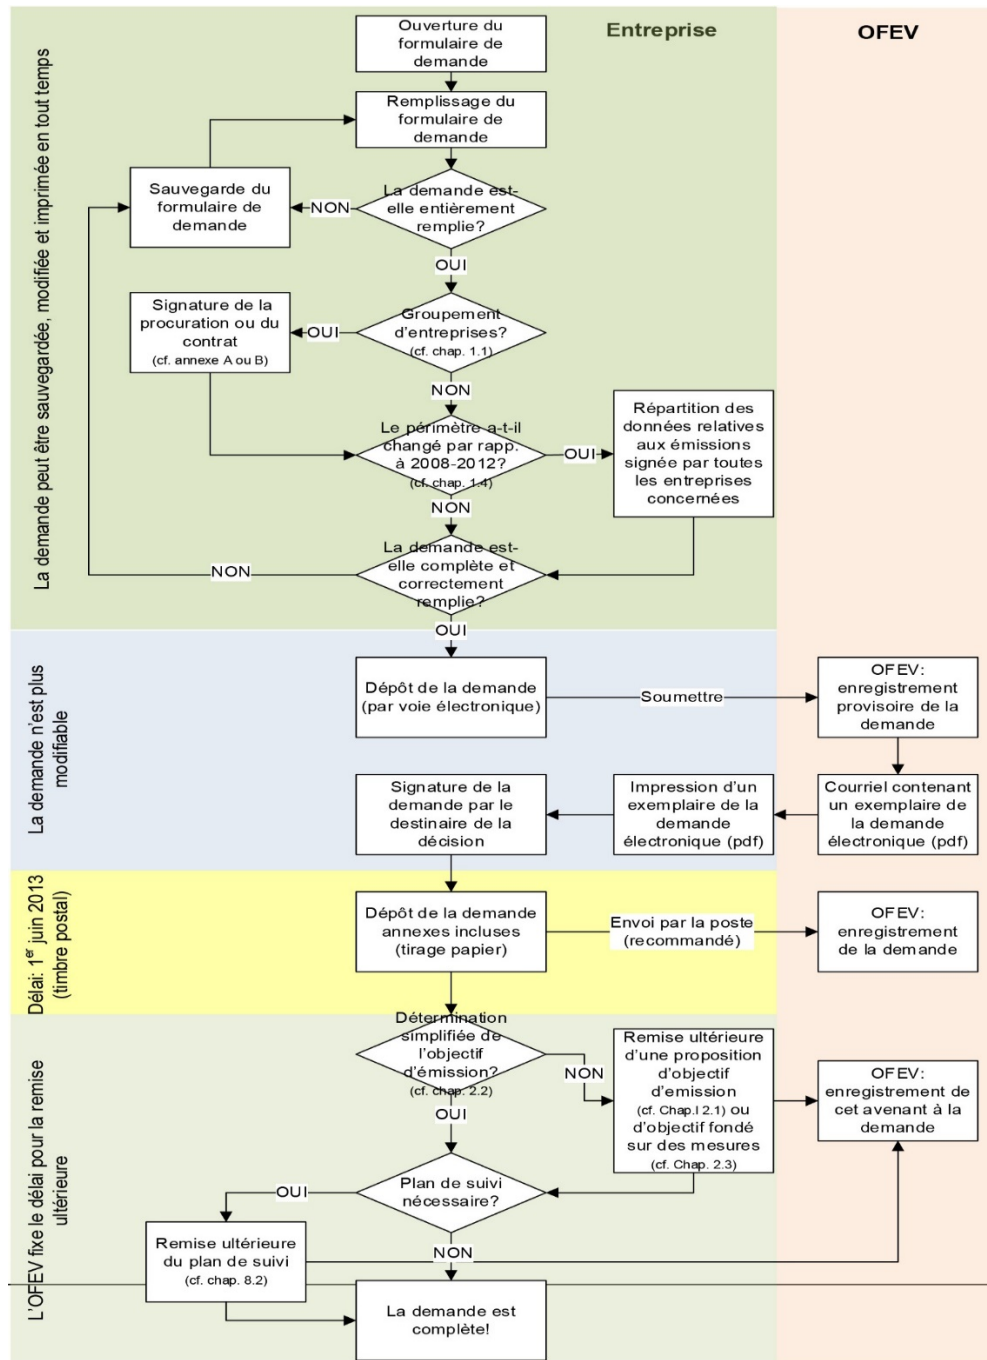 Entreprise
OFEV
La demande peut être sauvegardée, modifiée et imprimée en tout temps
Ouverture du
formulaire de
demande
Remplissage du
formulaire de
demande
Sauvegarde du
formulaire de
demande
NON
La demande est-
elle entièrement
remplie?
OUI
Signature de la
procuration ou du
contrat
(cf. annexe A ou B)
OUI
Groupement
d'entreprises?
(cf. chap. 1.1)
NON
Le périmètre a-t-il
changé par rapp.
à 2008-2012?
(cf. chap. 1.4)
OUI
Répartition des
données relatives
aux émissions
signée par toutes
les entreprises
concernées
NON
La demande est-
elle complète et
correctement
remplie?
NON
OUI
La demande n'est plus
modifiable
Dépôt de la demande
(par voie électronique)
Soumettre
OFEV:
enregistrement
provisoire de la
demande
Signature de la
demande par le
destinaire de la
décision
Impression d'un
exemplaire de la
demande
électronique (pdf)
Courriel contenant
un exemplaire de
la demande
électronique (pdf)
Délai: 1er juin 2013
(timbre postal)
Dépôt de la demande
annexes incluses
(tirage papier)
Envoi par la poste
(recommandé)
OFEV:
enregistrement
de la demande
L'OFEV fixe le délai pour la remise
ultérieure
Détermination
simplifiée de
l'objectif
d'émission?
(cf. chap. 2.2)
NON
Remise ultérieure
d'une proposition
d'objectif
d'emission
(cf. Chap.I 2.1) ou
d'objectif fondé
sur des mesures
(cf. Chap. 2.3)
OFEV:
enregistrement de
cet avenant à la
demande
OUI
Plan de suivi
nécessaire?
OUI
Remise ultérieure
du plan de suivi
(cf. chap. 8.2)
NON
La demande est
complète!